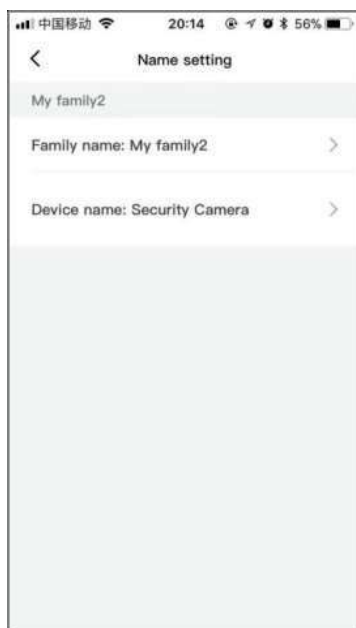 中国移动 20:14 56%
Name setting
My family2
Family name: My family2
Device name: Security Camera